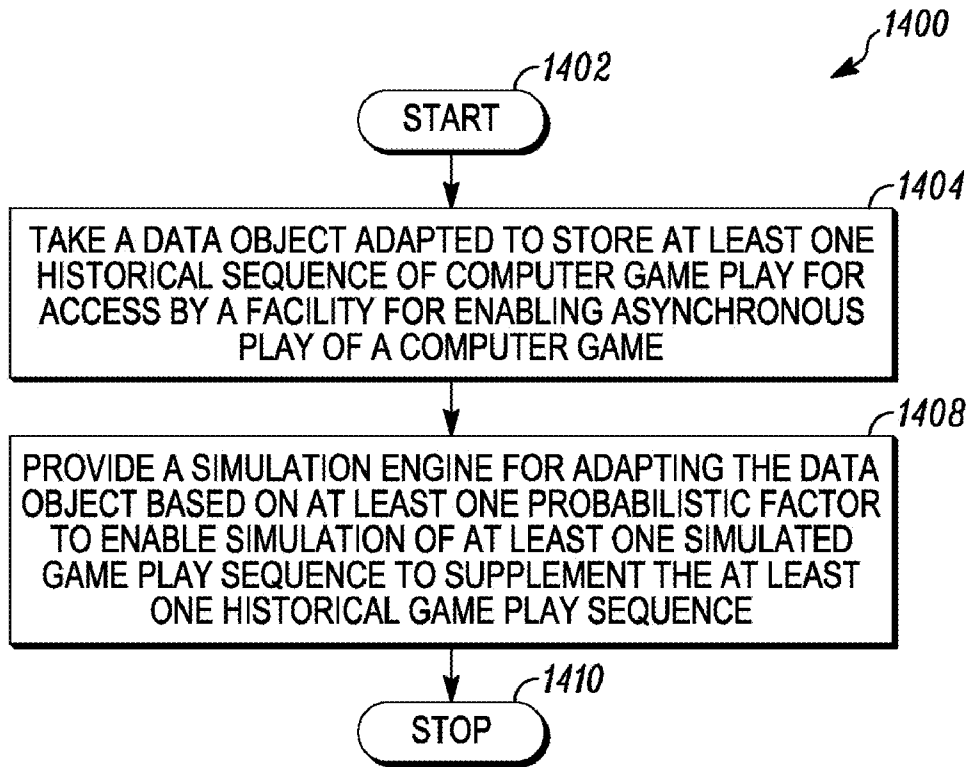 1400
1402
START
1404
TAKE A DATA OBJECT ADAPTED TO STORE AT LEAST ONE
HISTORICAL SEQUENCE OF COMPUTER GAME PLAY FOR
ACCESS BY A FACILITY FOR ENABLING ASYNCHRONOUS
PLAY OF A COMPUTER GAME
1408
PROVIDE A SIMULATION ENGINE FOR ADAPTING THE DATA
OBJECT BASED ON AT LEAST ONE PROBABILISTIC FACTOR
TO ENABLE SIMULATION OF AT LEAST ONE SIMULATED
GAME PLAY SEQUENCE TO SUPPLEMENT THE AT LEAST
ONE HISTORICAL GAME PLAY SEQUENCE
1410
STOP